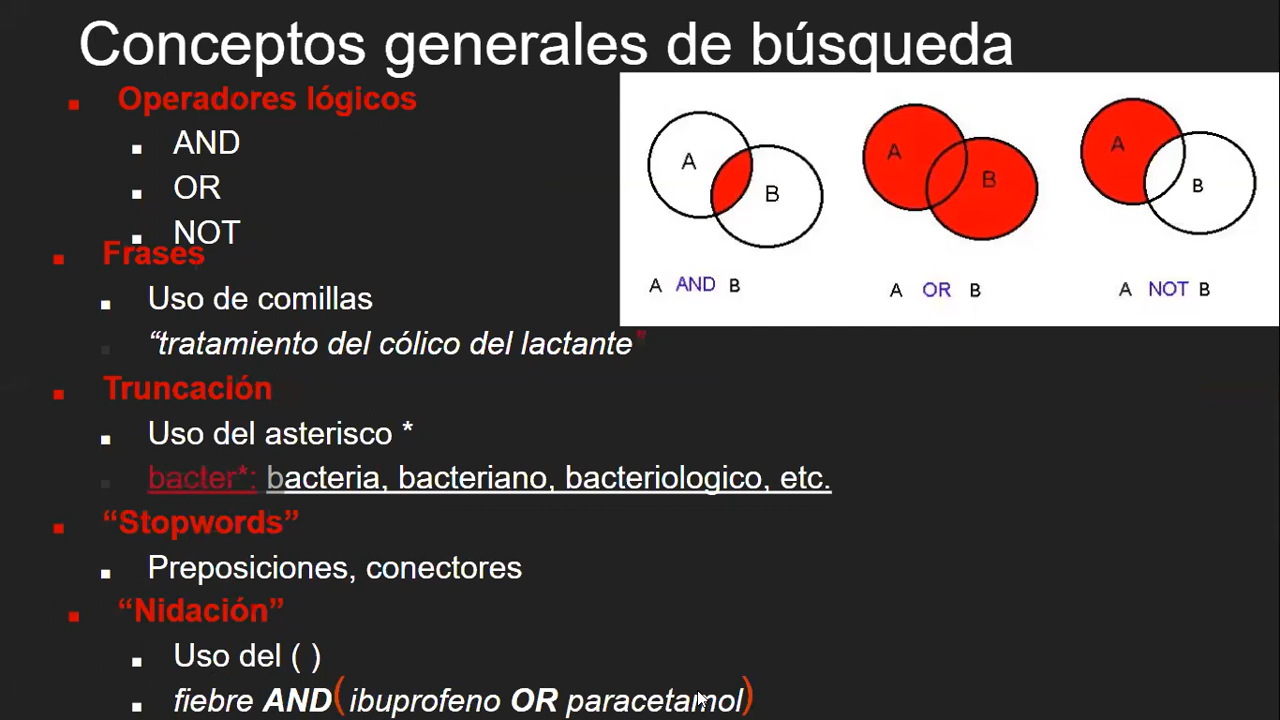 Conceptos generales de búsqueda
Operadores lógicos
AND
OR
NOT
Frases
Uso de comillas
“tratamiento del cólico del lactante”
Truncación
Uso del asterisco *
bacter*: bacteria, bacteriano, bacteriologico, etc.
“Stopwords”
Preposiciones, conectores
“Nidación”
Uso del ( )
fiebre AND(ibuprofeno OR paracetamol)
A
B
A AND B
A
B
A OR B
A
B
A NOT B